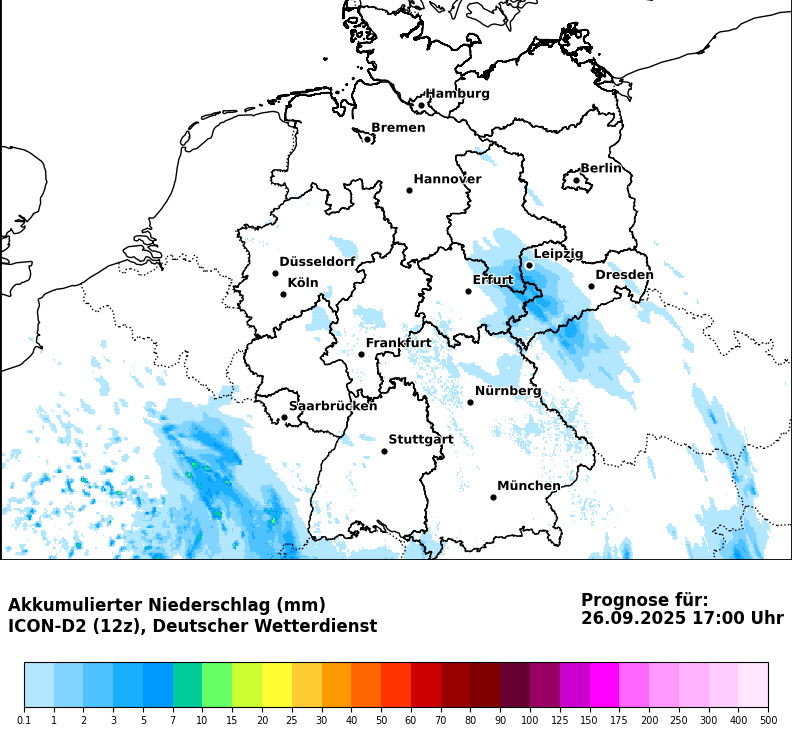 Hamburg
Bremen
Berlin
Hannover
Leipzig
Düsseldorf
Dresden
Erfurt
Köln
Frankfurt
Nürnberg
Saarbrücken
Stuttgart
München
Akkumulierter Niederschlag (mm)
ICON-D2 (12z), Deutscher Wetterdienst
Prognose für:
26.09.2025 17:00 Uhr
0.1 1 2 3 5 7 10 15 20 25 30 40 50 60 70 80 90 100 125 150 175 200 250 300 400 500